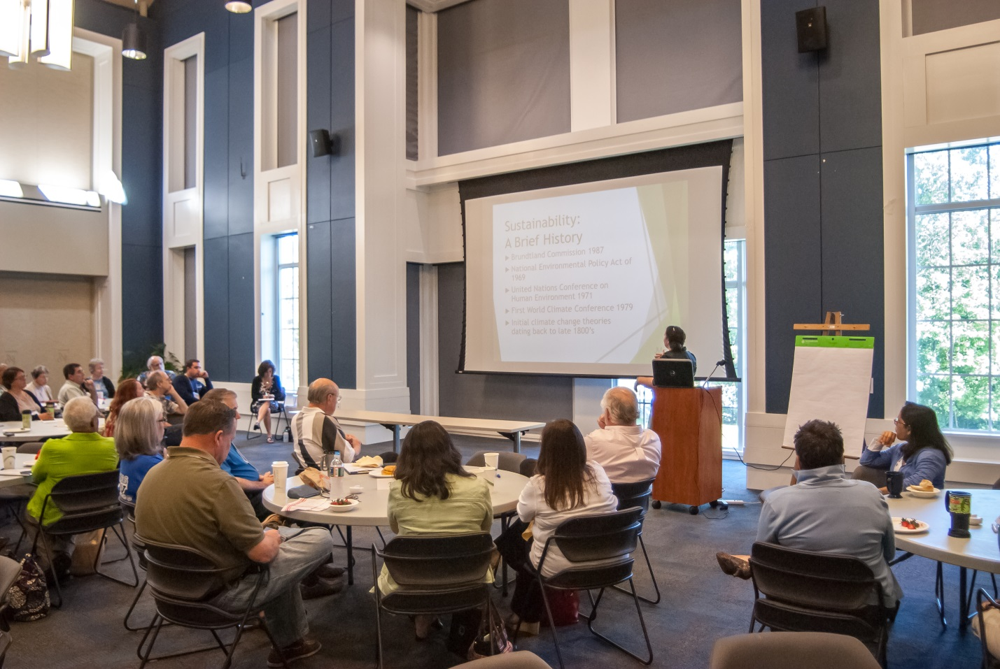 Sustainability:
A Brief History
Brundtland Commission 1987
National Environmental Policy Act of
1969
United Nations Conference on
Human Environment 1971
First World Climate Conference 1979
Initial climate change theories
dating back to late 1800's